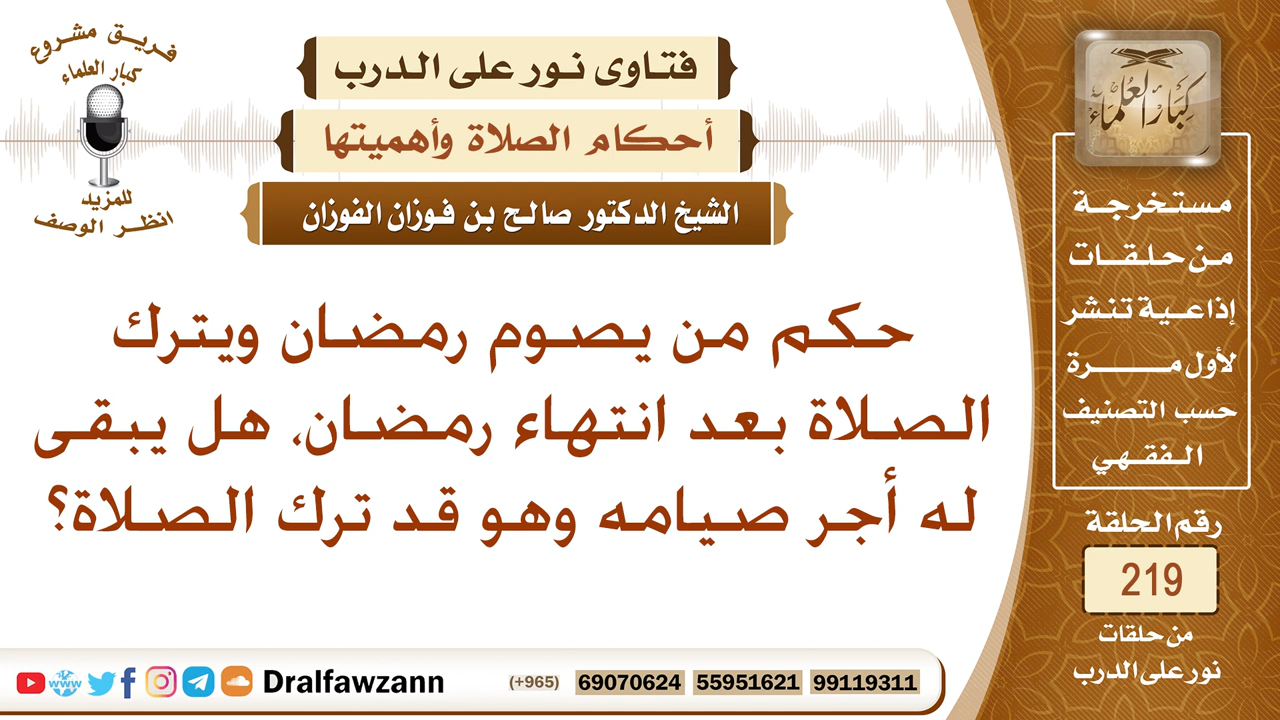 فريق مشروع
كبار العلماء
للمزيد
انظر الوصف
فتاوى نور على الدرب
أحكام الصلاة وأهميتها
الشيخ الدكتور صالح بن فوزان الفوزان
حكم من يصوم رمضان ويترك
الصلاة بعد انتهاء رمضان، هل يبقى
له أجر صيامه وهو قد ترك الصلاة؟
كبار العلماء
مستخرجة
من حلقات
إذاعية تنشر
لأول مرة
حسب التصنيف
الفقهي
رقم الحلقة
219
من حلقات
نور على الدرب
www
Dralfawzann
(+965) 69070624 55951621 99119311